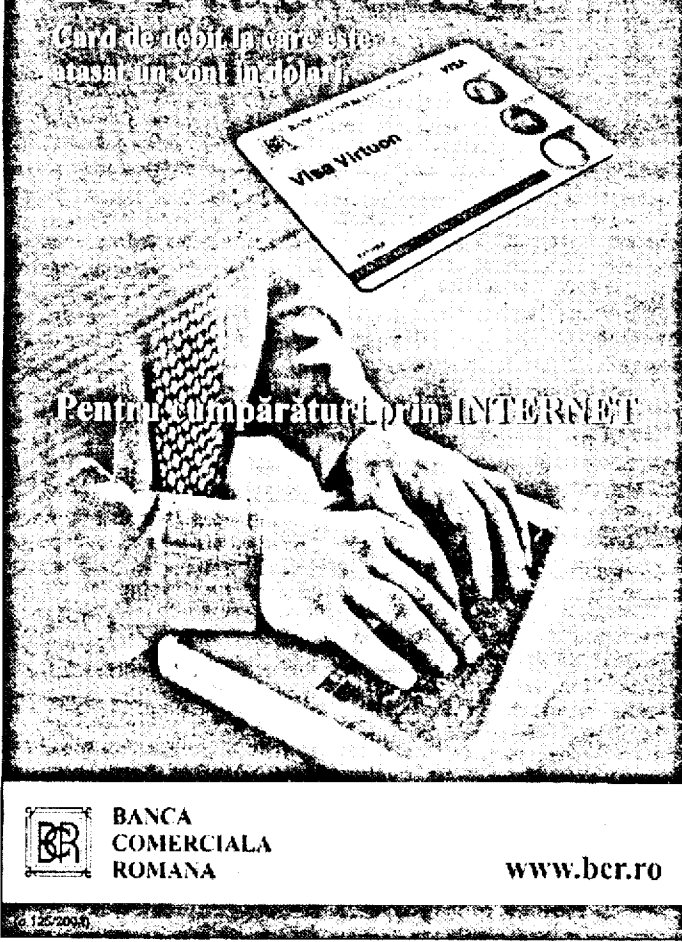 Card de debit la care este
atasat un cont in dolari.
VISA
Visa Virtuon
Pentru cumpărături prin INTERNET
BCR
BANCA
COMERCIALA
ROMANA
www.bcr.ro